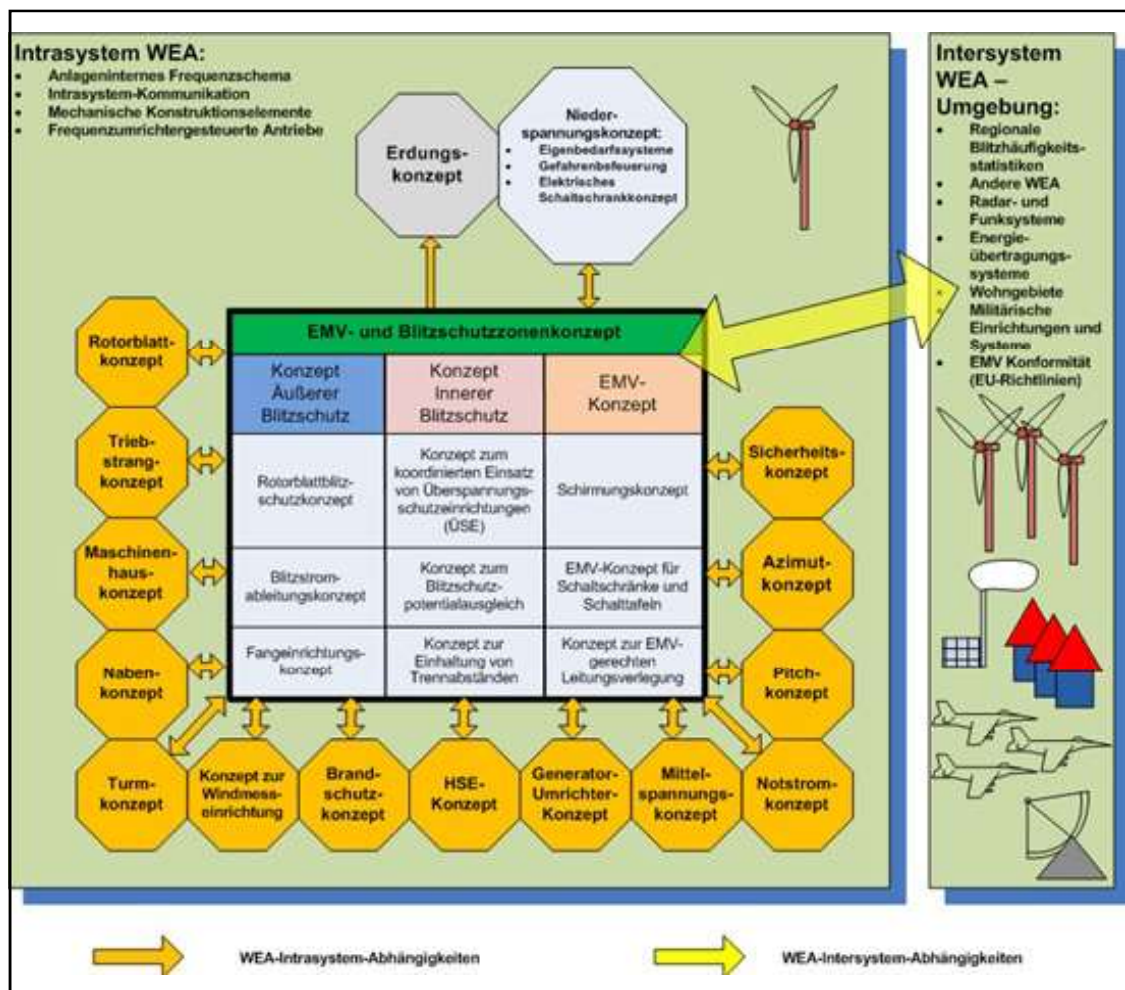 Intrasystem WEA:
• Anlageninternes Frequenzschema
• Intrasystem-Kommunikation
• Mechanische Konstruktionselemente
• Frequenzumrichtergesteuerte Antriebe
Erdungs-
konzept
Nieder-
spannungskonzept:
• Eigenbedarfsysteme
• Gefahrenbefeuerung
• Elektrisches
Schaltschrankkonzept
EMV- und Blitzschutzzonenkonzept
Konzept
Äußerer
Blitzschutz
Konzept
Innerer
Blitzschutz
EMV-
Konzept
Rotorblattblitz-
schutzkonzept
Konzept zum
koordinierten Einsatz
von Überspannungs-
schutzeinrichtungen
(ÜSE)
Schirmungskonzept
Blitzstrom-
ableitungskonzept
Konzept zum
Blitzschutz-
potentialausgleich
EMV-Konzept für
Schaltschränke und
Schalttafeln
Fangeinrichtungs-
konzept
Konzept zur
Einhaltung von
Trennabständen
Konzept zur EMV-
gerechten
Leitungsverlegung
Rotorblatt-
konzept
Trieb-
strang-
konzept
Maschinen-
haus-
konzept
Naben-
konzept
Turm-
konzept
Konzept zur
Windmess-
einrichtung
Brand-
schutz-
konzept
HSE-
Konzept
Generator-
Umrichter-
Konzept
Mittel-
spannungs-
konzept
Notstrom-
konzept
Sicherheits-
konzept
Azimut-
konzept
Pitch-
konzept
Intersystem
WEA –
Umgebung:
• Regionale
Blitzhäufigkeits-
statistiken
• Andere WEA
• Radar- und
Funksysteme
• Energie-
übertragungs-
systeme
• Wohngebiete
• Militärische
Einrichtungen und
Systeme
• EMV Konformität
(EU-Richtlinien)
WEA-Intrasystem-Abhängigkeiten
WEA-Intersystem-Abhängigkeiten